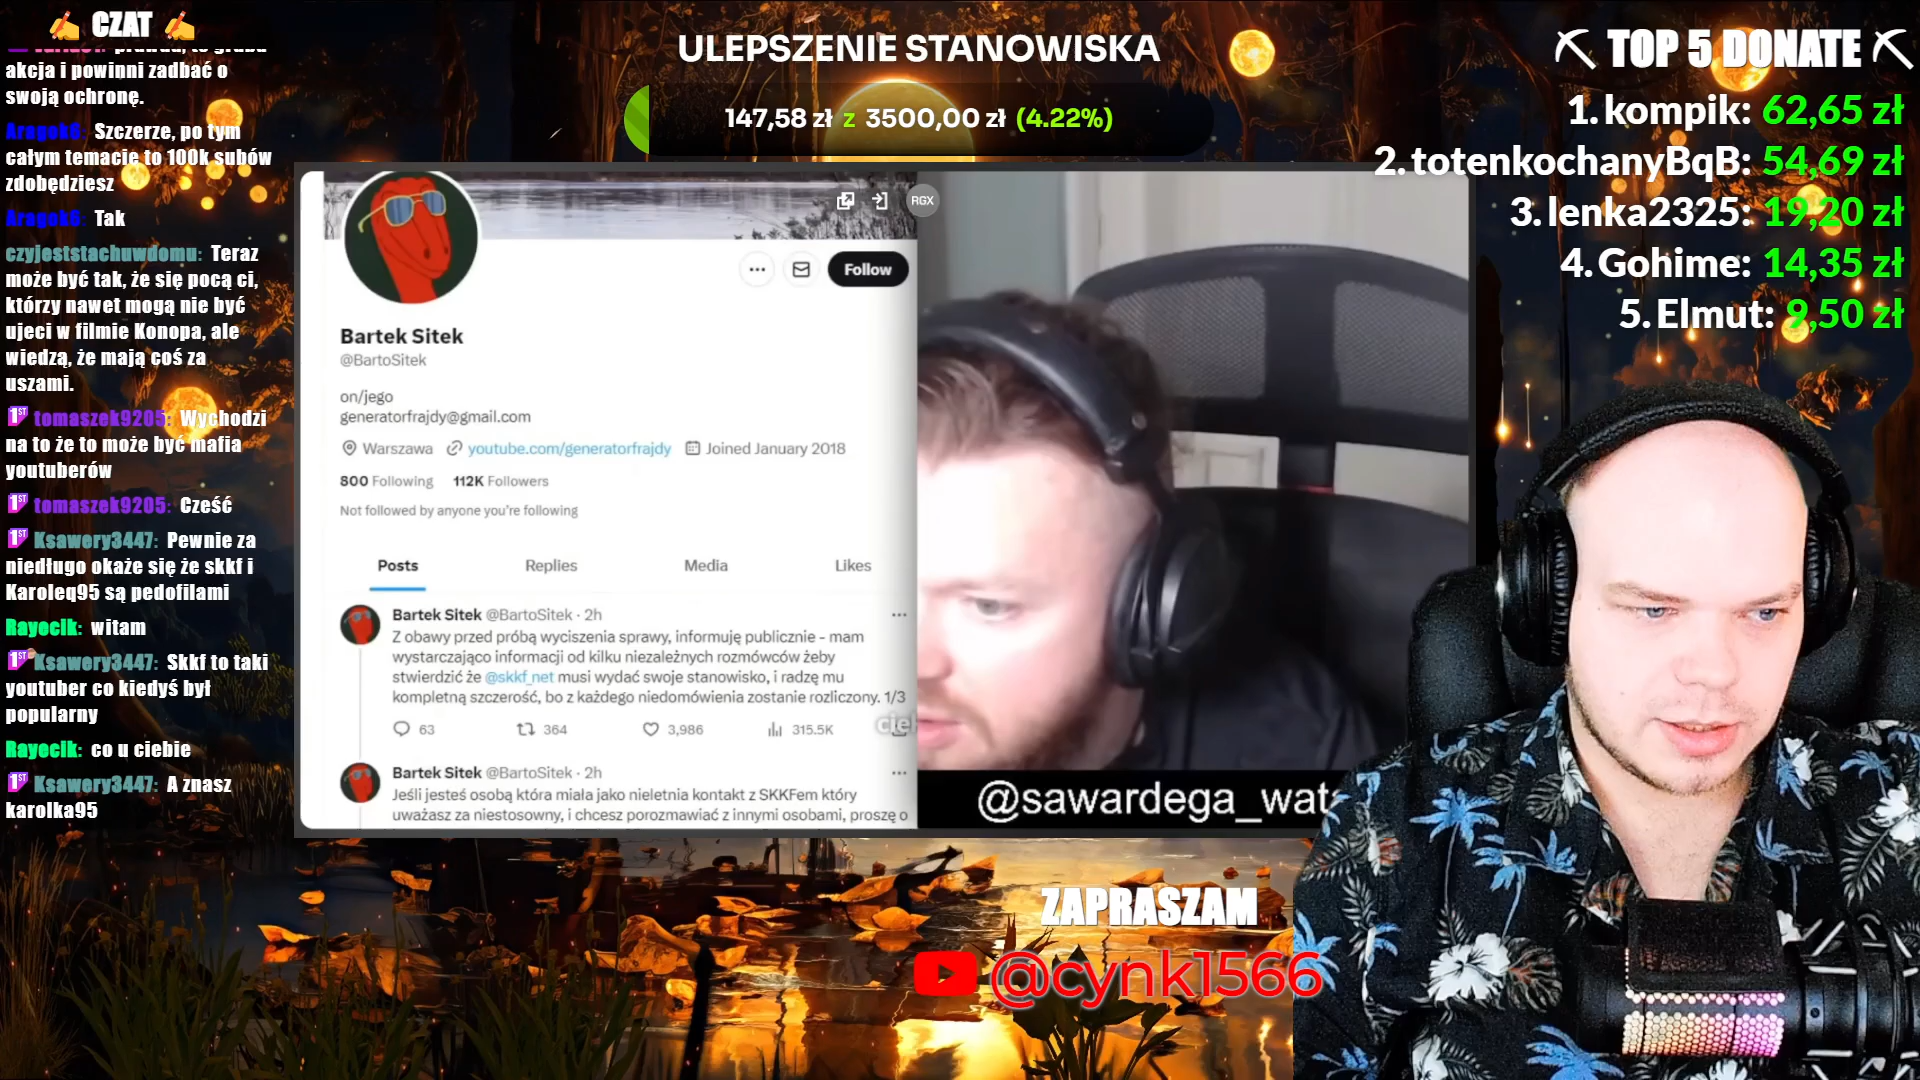 CZAT
akcja i powinni zadbać o
swoją ochronę.
Aragok6: Szczerze, po tym
całym temacie to 100k subów
zdobędziesz
Aragok6: Tak
czyjeststachuwdomu: Teraz
może być tak, że się pocą ci,
którzy nawet mogą nie być
ujeci w filmie Konopa, ale
wiedzą, że mają coś za
uszami.
1ST tomaszek9205: Wychodzi
na to że to może być mafia
youtuberów
1ST tomaszek9205: Cześć
1ST Ksawery3447: Pewnie za
niedługo okaże się że skkf i
Karoleq95 są pedofilami
Rayocik: witam
1ST Ksawery3447: Skkf to taki
youtuber co kiedyś był
popularny
Rayocik: co u ciebie
1ST Ksawery3447: A znasz
karolka95
ULEPSZENIE STANOWISKA
147,58 zł z 3500,00 zł (4.22%)
RGX
Follow
Bartek Sitek
@BartoSitek
on/jego
generatorfrajdy@gmail.com
Warszawa youtube.com/generatorfrajdy Joined January 2018
800 Following 112K Followers
Not followed by anyone you're following
Posts Replies Media Likes
Bartek Sitek @BartoSitek · 2h
Z obawy przed próbą wyciszenia sprawy, informuję publicznie - mam
wystarczająco informacji od kilku niezależnych rozmówców żeby
stwierdzić że @skkf_net musi wydać swoje stanowisko, i radzę mu
kompletną szczerość, bo z każdego niedomówienia zostanie rozliczony. 1/3
63 364 3,986 315.5K
ciek
Bartek Sitek @BartoSitek · 2h
Jeśli jesteś osobą która miała jako nieletnia kontakt z SKKFem który
uważasz za niestosowny, i chcesz porozmawiać z innymi osobami, proszę o
@sawardega_wat
TOP 5 DONATE
1. kompik: 62,65 zł
2. totenkochanyBqB: 54,69 zł
3. lenka2325: 19,20 zł
4. Gohime: 14,35 zł
5. Elmut: 9,50 zł
ZAPRASZAM
@cynk1566